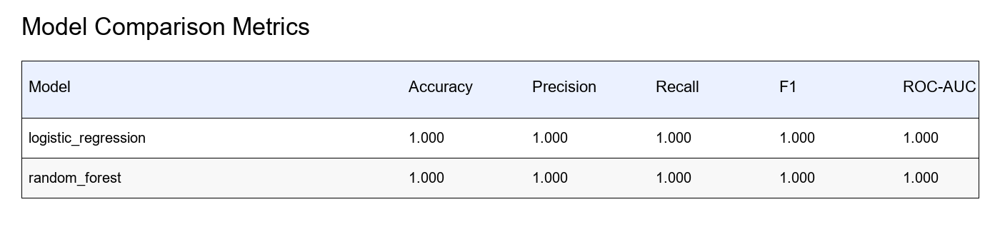 Model Comparison Metrics
Model Accuracy Precision Recall F1 ROC-AUC
logistic_regression 1.000 1.000 1.000 1.000 1.000
random_forest 1.000 1.000 1.000 1.000 1.000